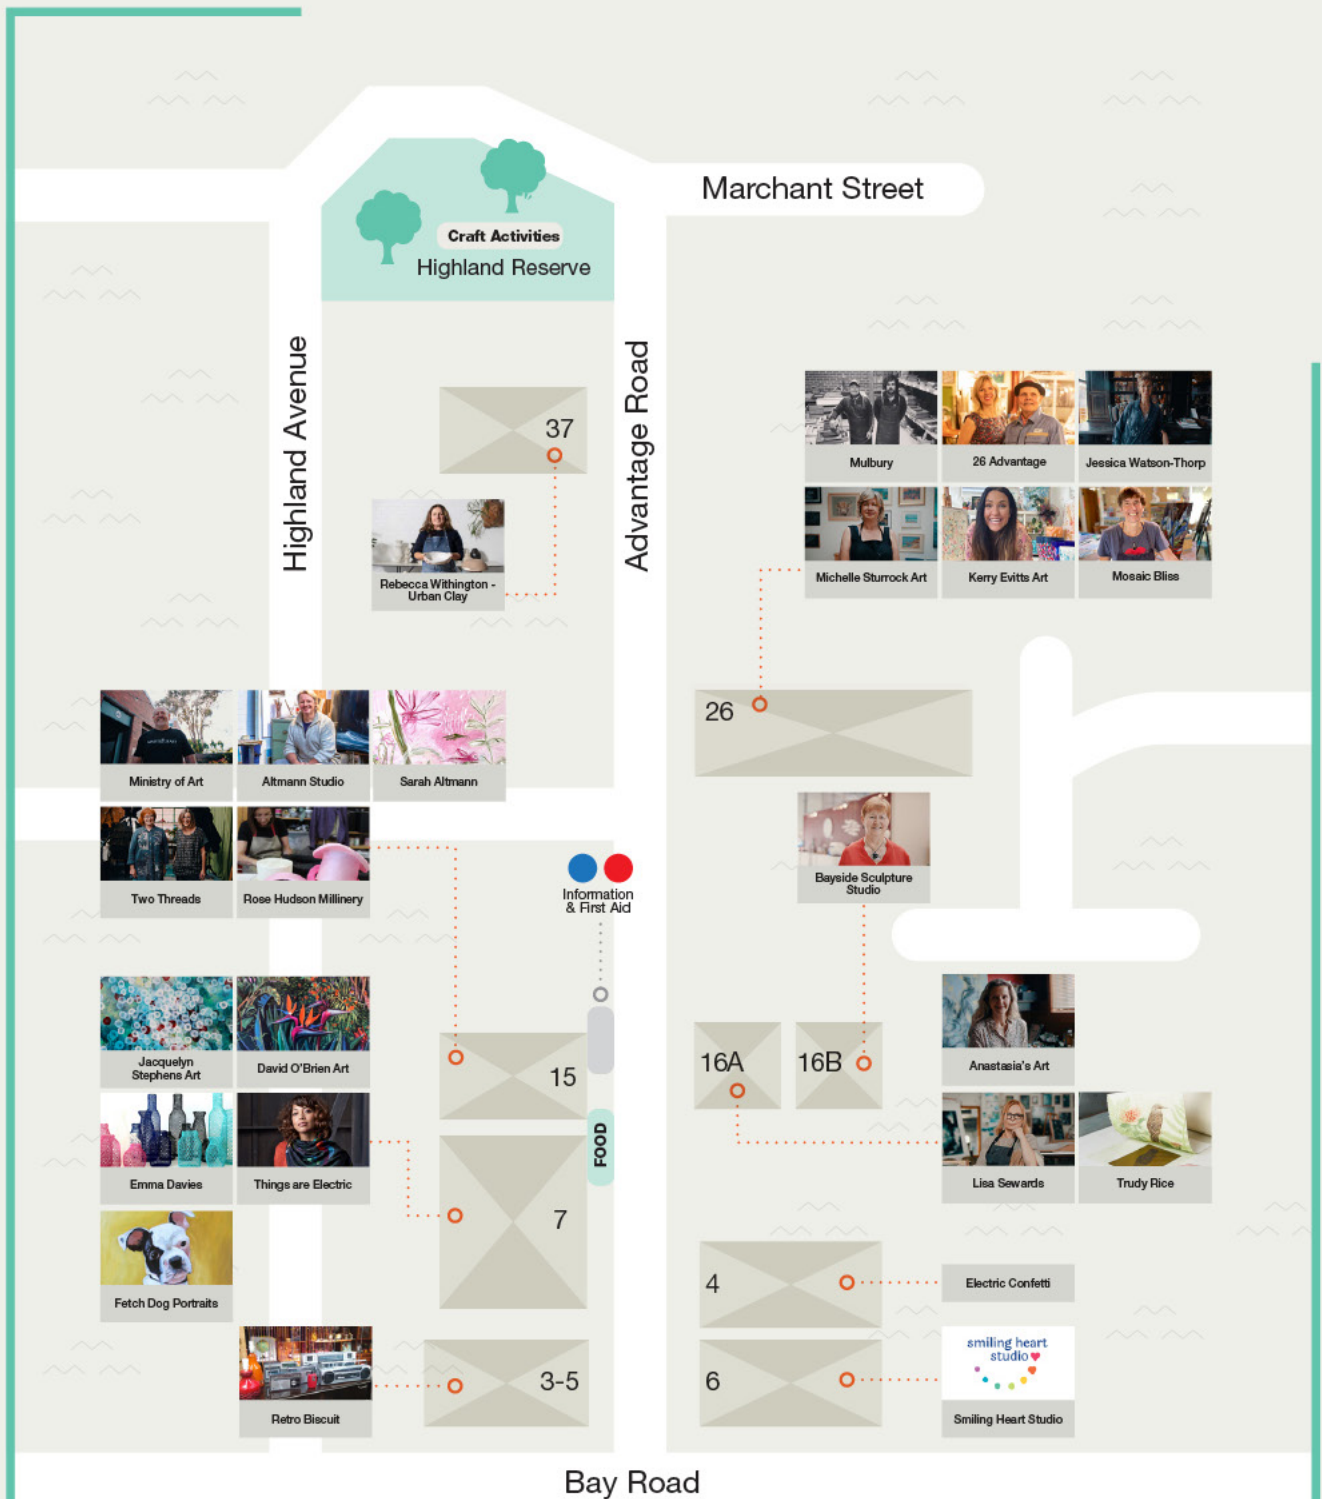 Marchant Street
Craft Activities
Highland Reserve
Highland Avenue
Advantage Road
37
Rebecca Withington -
Urban Clay
Mulbury
26 Advantage
Jessica Watson-Thorp
Michelle Sturrock Art
Kerry Evitts Art
Mosaic Bliss
26
Ministry of Art
Altmann Studio
Sarah Altmann
Two Threads
Rose Hudson Millinery
Information
& First Aid
Bayside Sculpture
Studio
Jacquelyn
Stephens Art
David O'Brien Art
Emma Davies
Things are Electric
Fetch Dog Portraits
15
FOOD
7
16A
16B
Anastasia's Art
Lisa Sewards
Trudy Rice
4
Electric Confetti
Retro Biscuit
3-5
6
smiling heart
studio
Smiling Heart Studio
Bay Road